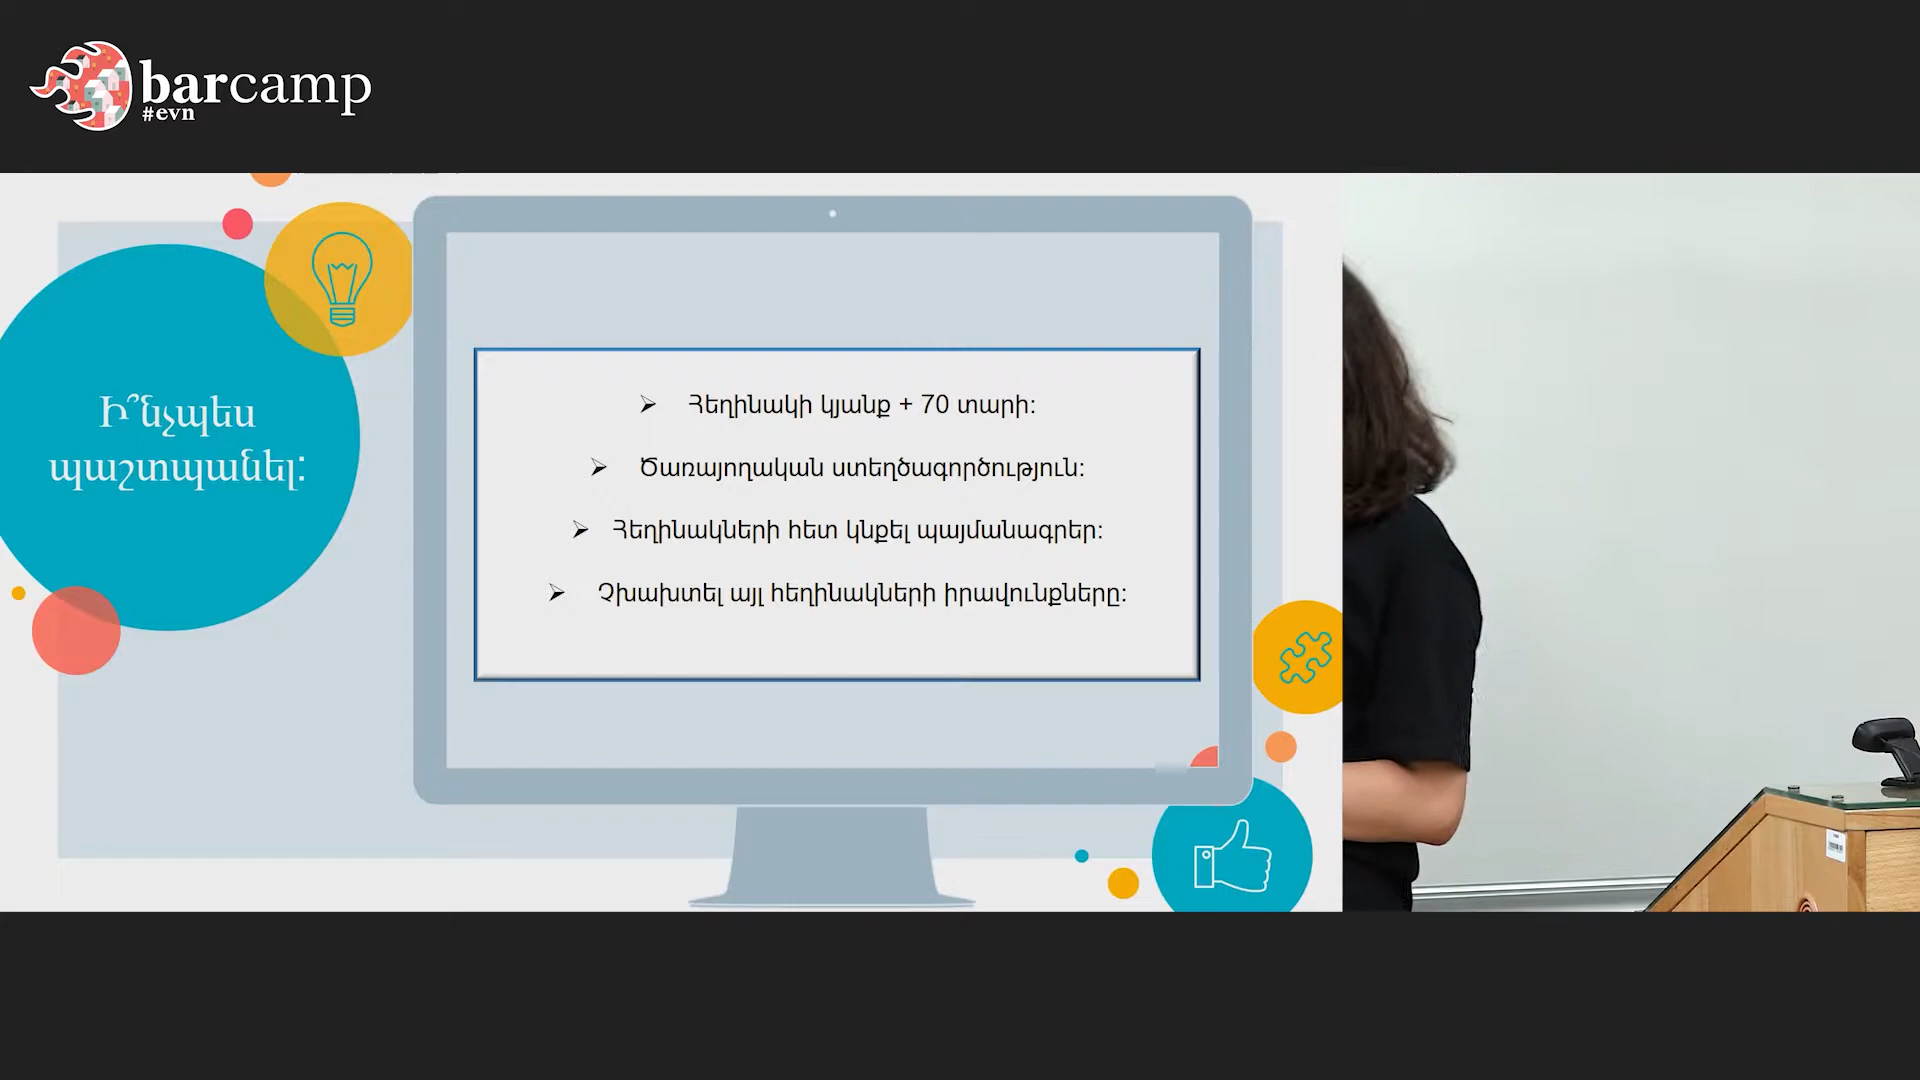 barcamp
#evn
Ի՞նչպես
պաշտպանել:
➢ Հեղինակի կյանք + 70 տարի:
➢ Ծառայողական ստեղծագործություն:
➢ Հեղինակների հետ կնքել պայմանագրեր:
➢ Չխախտել այլ հեղինակների իրավունքները: